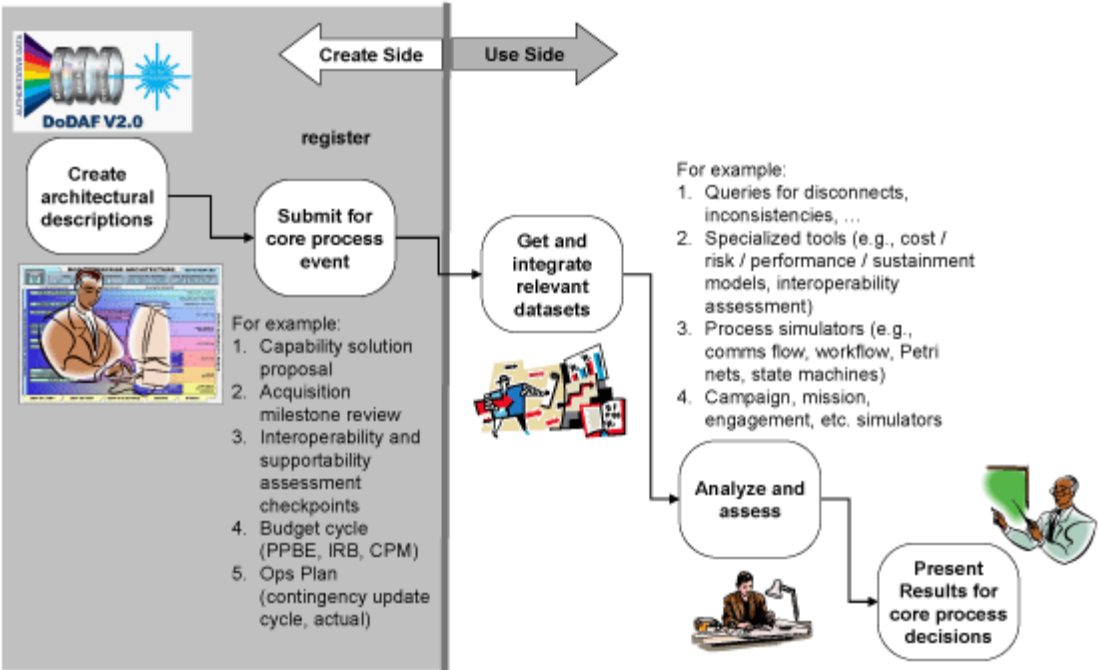 AUTHORITATIVE DATA
DoDAF V2.0
Create Side
Use Side
register
Create
architectural
descriptions
Submit for
core process
event
For example:
1. Capability solution
proposal
2. Acquisition
milestone review
3. Interoperability and
supportability
assessment
checkpoints
4. Budget cycle
(PPBE, IRB, CPM)
5. Ops Plan
(contingency update
cycle, actual)
Get and
integrate
relevant
datasets
For example:
1. Queries for disconnects,
inconsistencies, ...
2. Specialized tools (e.g., cost /
risk / performance / sustainment
models, interoperability
assessment)
3. Process simulators (e.g.,
comms flow, workflow, Petri
nets, state machines)
4. Campaign, mission,
engagement, etc. simulators
Analyze and
assess
Present
Results for
core process
decisions